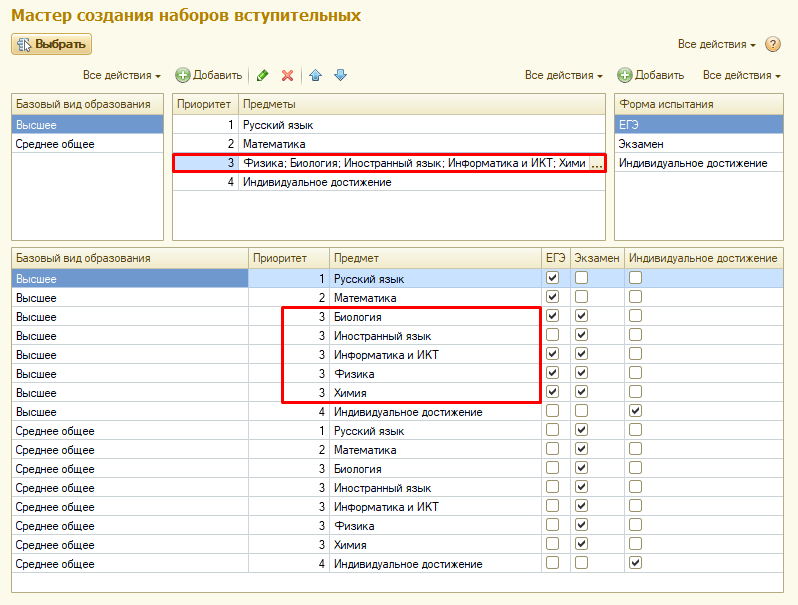 Мастер создания наборов вступительных
Выбрать
Все действия
?
Все действия
Добавить
Все действия
Добавить
Все действия
Базовый вид образования
Высшее
Среднее общее
Приоритет Предметы
1 Русский язык
2 Математика
3 Физика; Биология; Иностранный язык; Информатика и ИКТ; Хими ...
4 Индивидуальное достижение
Форма испытания
ЕГЭ
Экзамен
Индивидуальное достижение
Базовый вид образования Приоритет Предмет ЕГЭ Экзамен Индивидуальное достижение
Высшее 1 Русский язык
Высшее 2 Математика
Высшее 3 Биология
Высшее 3 Иностранный язык
Высшее 3 Информатика и ИКТ
Высшее 3 Физика
Высшее 3 Химия
Высшее 4 Индивидуальное достижение
Среднее общее 1 Русский язык
Среднее общее 2 Математика
Среднее общее 3 Биология
Среднее общее 3 Иностранный язык
Среднее общее 3 Информатика и ИКТ
Среднее общее 3 Физика
Среднее общее 3 Химия
Среднее общее 4 Индивидуальное достижение